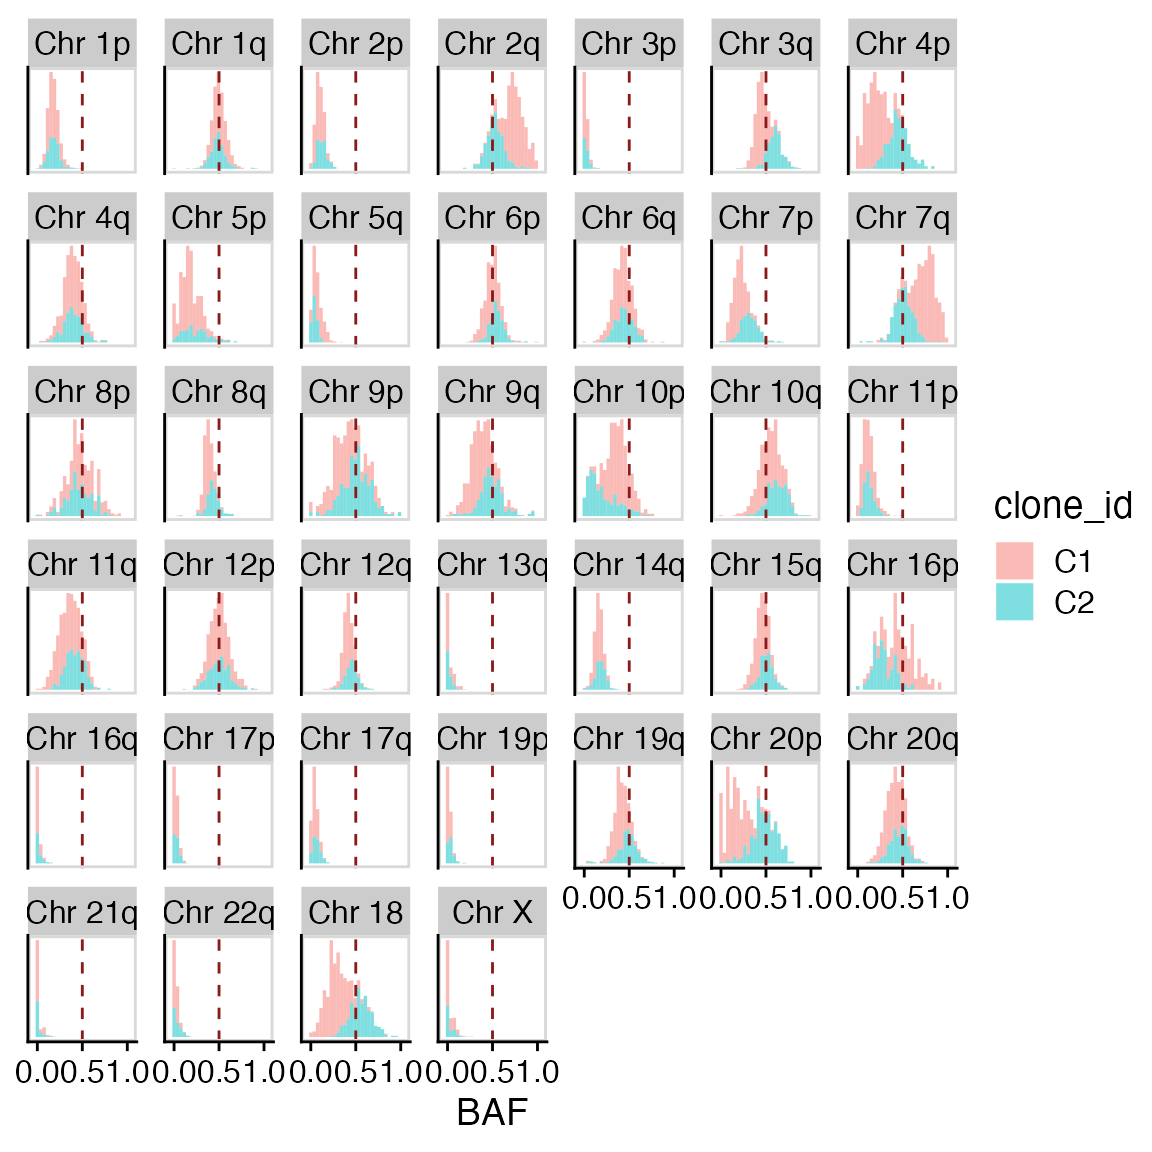 Chr 1p Chr 1q Chr 2p Chr 2q Chr 3p Chr 3q Chr 4p
Chr 4q Chr 5p Chr 5q Chr 6p Chr 6q Chr 7p Chr 7q
Chr 8p Chr 8q Chr 9p Chr 9q Chr 10p Chr 10q Chr 11p
clone_id
C1
C2
Chr 11q Chr 12p Chr 12q Chr 13q Chr 14q Chr 15q Chr 16p
Chr 16q Chr 17p Chr 17q Chr 19p Chr 19q Chr 20p Chr 20q
0.00.51.0 0.00.51.0 0.00.51.0
Chr 21q Chr 22q Chr 18 Chr X
0.00.51.0 0.00.51.0 0.00.51.0 0.00.51.0
BAF